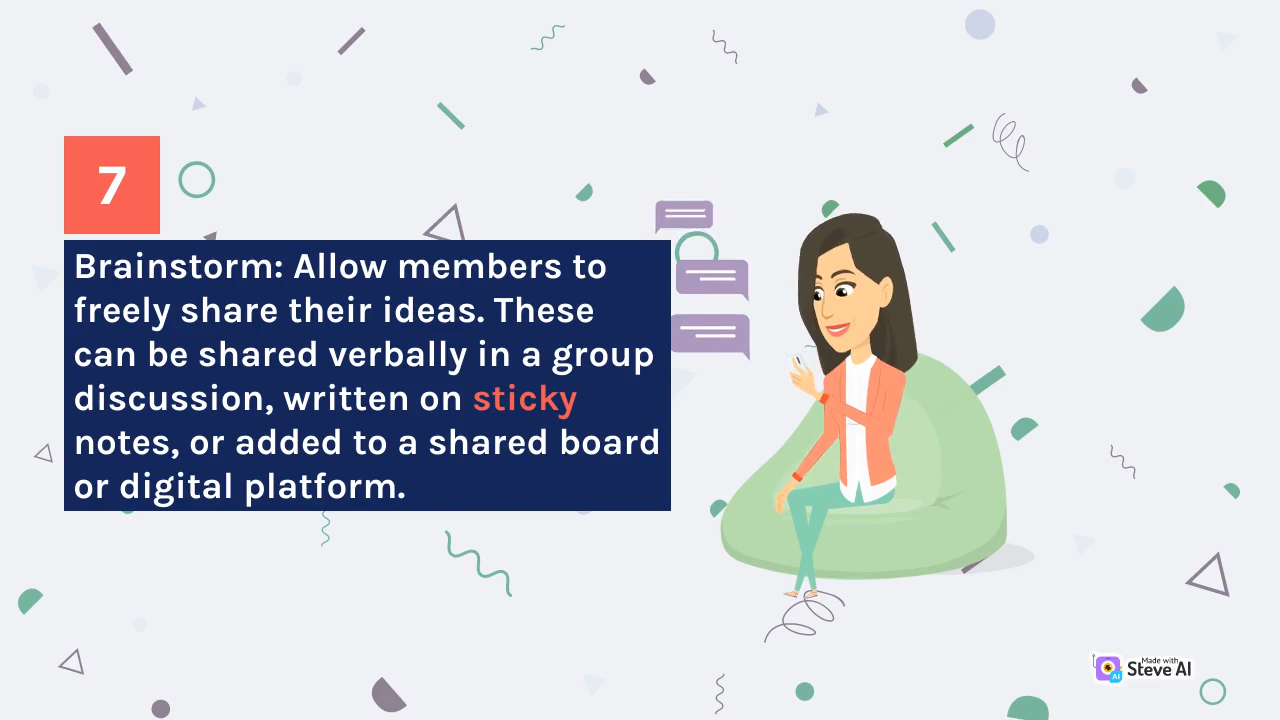 7
Brainstorm: Allow members to
freely share their ideas. These
can be shared verbally in a group
discussion, written on sticky
notes, or added to a shared board
or digital platform.
Made with
Steve AI
AI